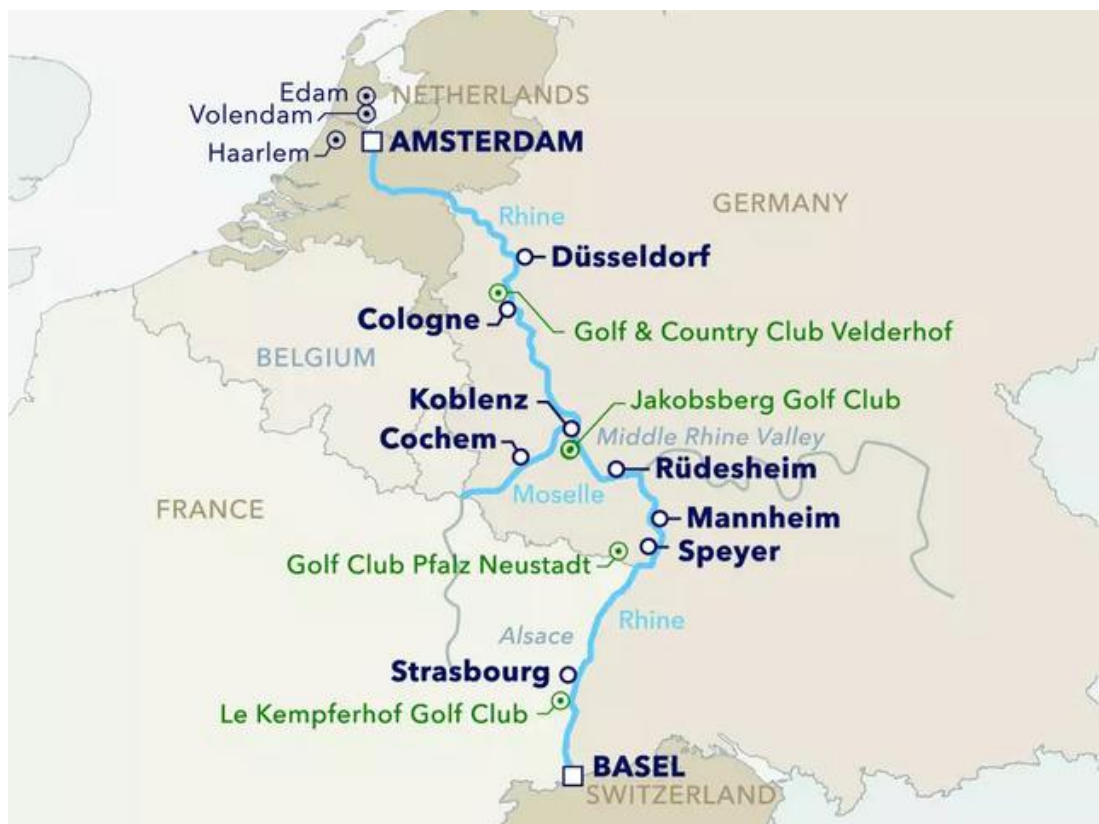 Edam
NETHERLANDS
Volendam
AMSTERDAM
Haarlem
GERMANY
Rhine
Düsseldorf
Cologne
Golf & Country Club Velderhof
BELGIUM
Koblenz
Jakobsberg Golf Club
Cochem
Middle Rhine Valley
Rüdesheim
Moselle
FRANCE
Mannheim
Speyer
Golf Club Pfalz Neustadt
Rhine
Alsace
Strasbourg
Le Kempferhof Golf Club
BASEL
SWITZERLAND